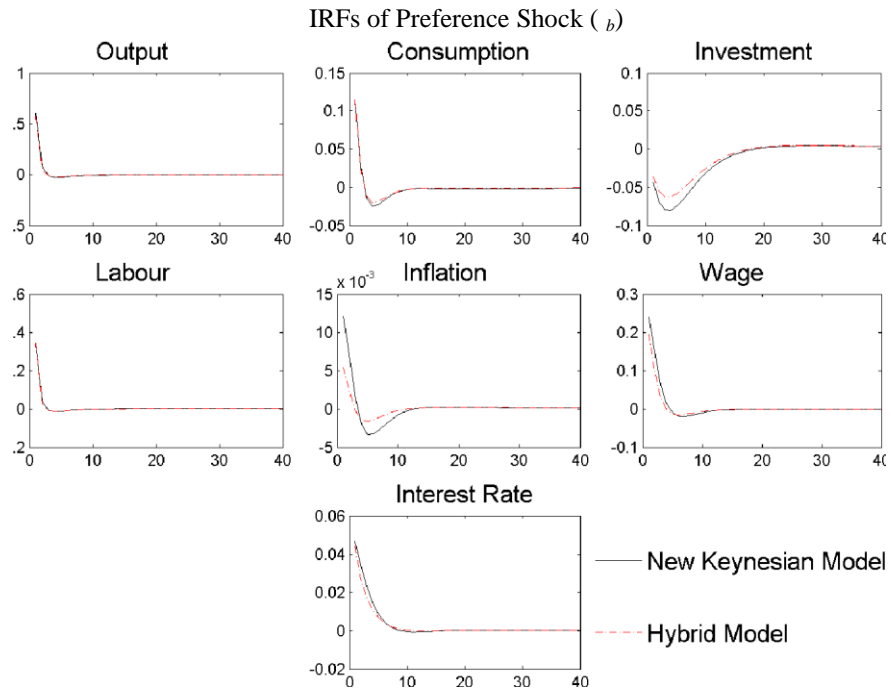 IRFs of Preference Shock ( b)
Output Consumption Investment
1 0.15 0.1
.5 0.1 0.05
0.05 0
0 0 -0.05
.5 -0.05 -0.1
0 10 20 30 40 0 10 20 30 40 0 10 20 30 40
Labour Inflation Wage
x 10-3
.6 15 0.3
.4 10 0.2
.2 5 0.1
0 0 0
.2 -5 -0.1
0 10 20 30 40 0 10 20 30 40 0 10 20 30 40
Interest Rate
0.06
0.04
0.02
0
-0.02
0 10 20 30 40
New Keynesian Model
Hybrid Model